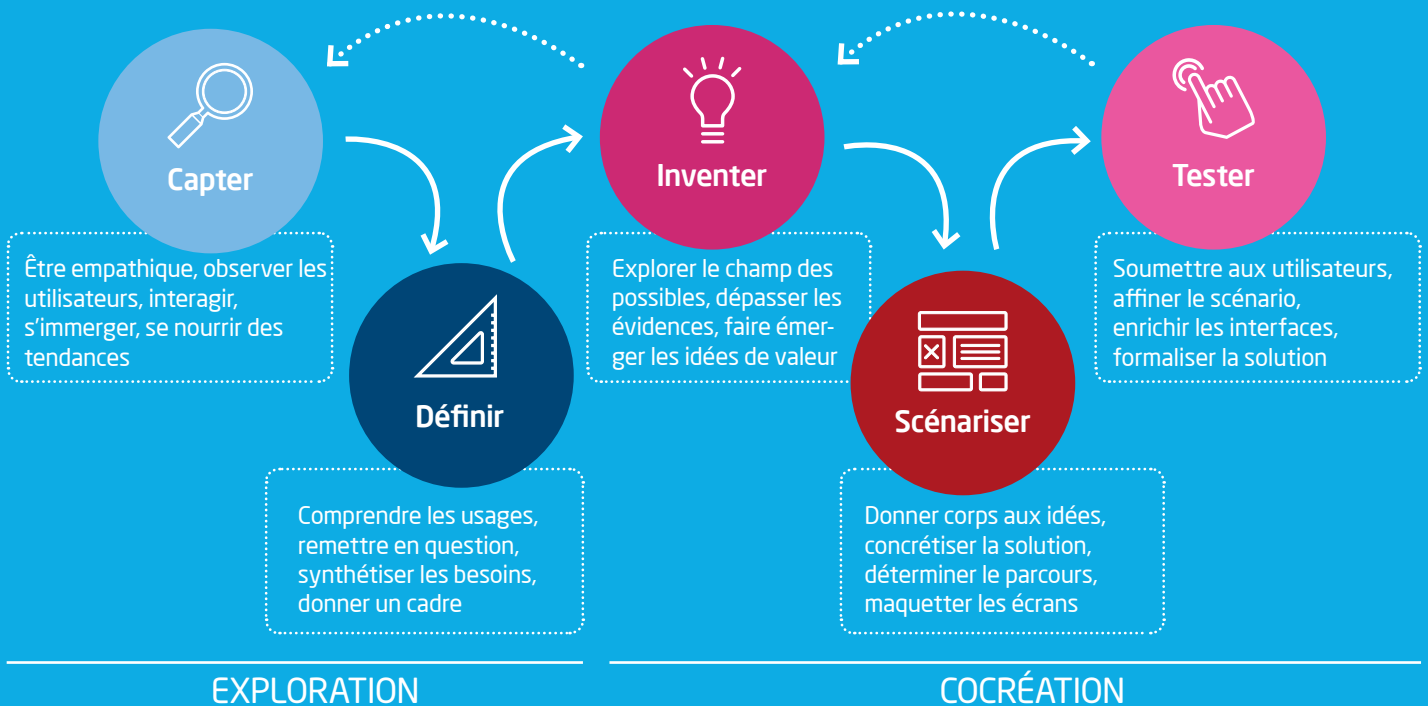 Capter
Être empathique, observer les
utilisateurs, interagir,
s'immerger, se nourrir des
tendances
Définir
Comprendre les usages,
remettre en question,
synthétiser les besoins,
donner un cadre
Inventer
Explorer le champ des
possibles, dépasser les
évidences, faire émer-
ger les idées de valeur
Scénariser
Donner corps aux idées,
concrétiser la solution,
déterminer le parcours,
maquetter les écrans
Tester
Soumettre aux utilisateurs,
affiner le scénario,
enrichir les interfaces,
formaliser la solution
EXPLORATION
COCRÉATION